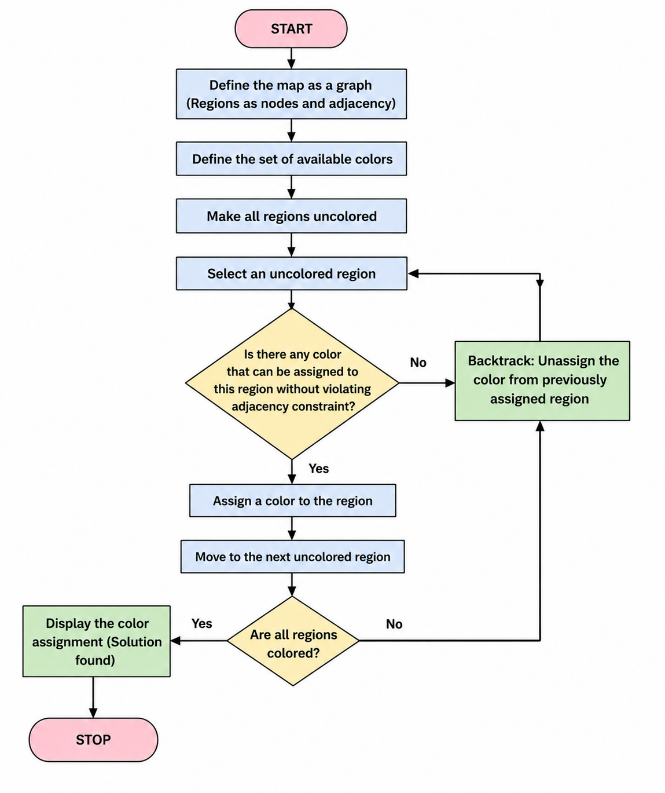 START
Define the map as a graph
(Regions as nodes and adjacency)
Define the set of available colors
Make all regions uncolored
Select an uncolored region
Is there any color
that can be assigned to
this region without violating
adjacency constraint?
No
Backtrack: Unassign the
color from previously
assigned region
Yes
Assign a color to the region
Move to the next uncolored region
Are all regions
colored?
Yes
No
Display the color
assignment (Solution
found)
STOP